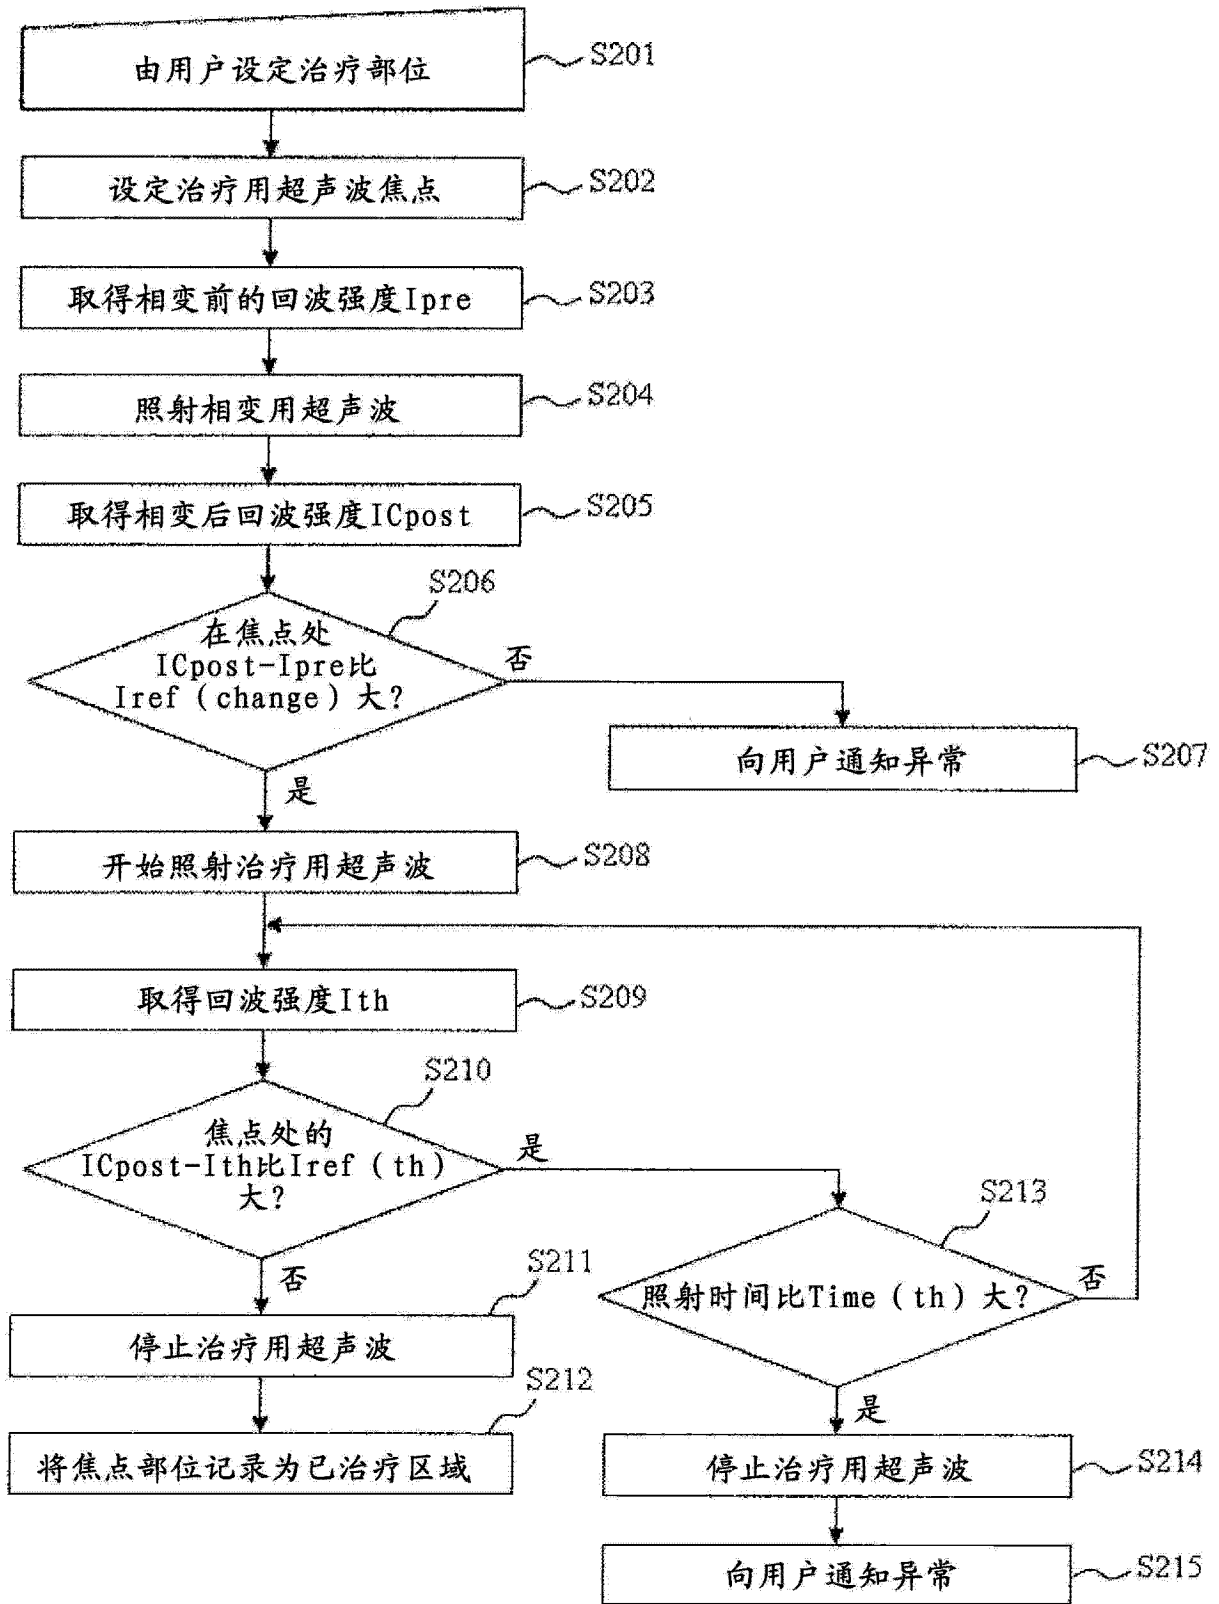 由用户设定治疗部位
S201
设定治疗用超声波焦点
S202
取得相变前的回波强度Ipre
S203
照射相变用超声波
S204
取得相变后回波强度ICpost
S205
S206
在焦点处
ICpost-Ipre比
Iref（change）大?
否
向用户通知异常
S207
是
开始照射治疗用超声波
S208
取得回波强度Ith
S209
S210
焦点处的
ICpost-Ith比Iref（th）
大?
是
S213
照射时间比Time（th）大?
否
否
S211
停止治疗用超声波
S212
将焦点部位记录为已治疗区域
是
停止治疗用超声波
S214
向用户通知异常
S215